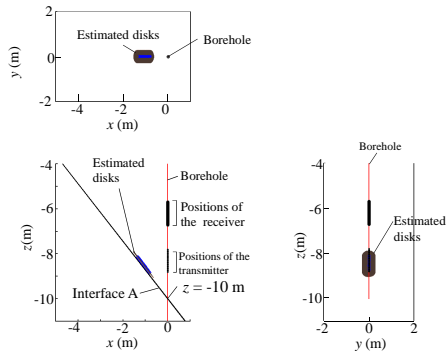 2
0
-2
y (m)
Estimated disks
Borehole
-4
-2
0
2
x (m)
-4
-6
-8
-10
z(m)
Estimated
disks
Borehole
Positions of
the receiver
Positions of the
transmitter
Interface A
z = -10 m
-4
-2
0
x (m)
Borehole
-4
-6
-8
-10
z(m)
Estimated
disks
-2
0
2
y (m)